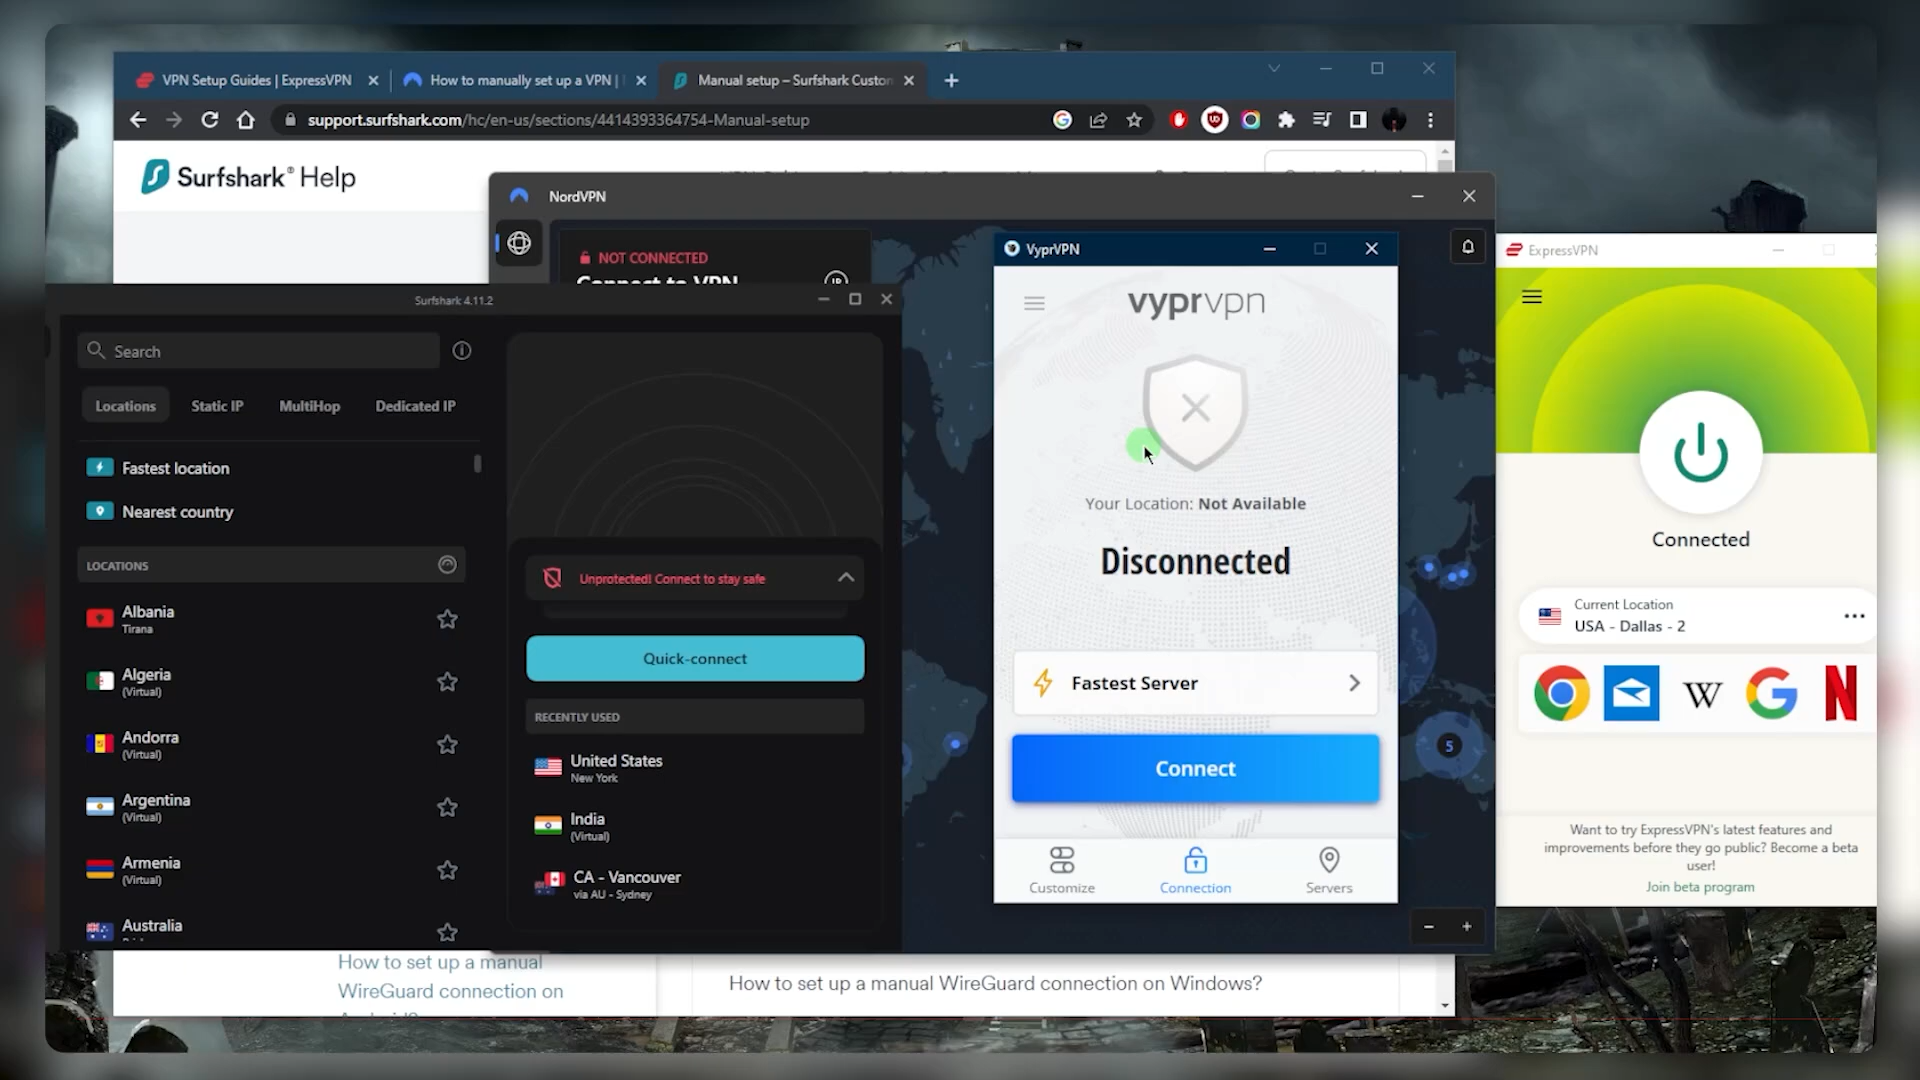 VPN Setup Guides | ExpressVPN
How to manually set up a VPN |
Manual setup – Surfshark Custon
support.surfshark.com/hc/en-us/sections/4414393364754-Manual-setup
Surfshark® Help
NordVPN
NOT CONNECTED
Connect to VPN
VyprVPN
vyprvpn
Your Location: Not Available
Disconnected
Fastest Server
Connect
Customize
Connection
Servers
5
ExpressVPN
Connected
Current Location
USA - Dallas - 2
Want to try ExpressVPN's latest features and
improvements before they go public? Become a beta
user!
Join beta program
Surfshark 4.11.2
Search
Locations
Static IP
MultiHop
Dedicated IP
Fastest location
Nearest country
LOCATIONS
Albania
Tirana
Algeria
(Virtual)
Andorra
(Virtual)
Argentina
(Virtual)
Armenia
(Virtual)
Australia
Unprotected! Connect to stay safe
Quick-connect
RECENTLY USED
United States
New York
India
(Virtual)
CA - Vancouver
via AU - Sydney
How to set up a manual
WireGuard connection on
How to set up a manual WireGuard connection on Windows?